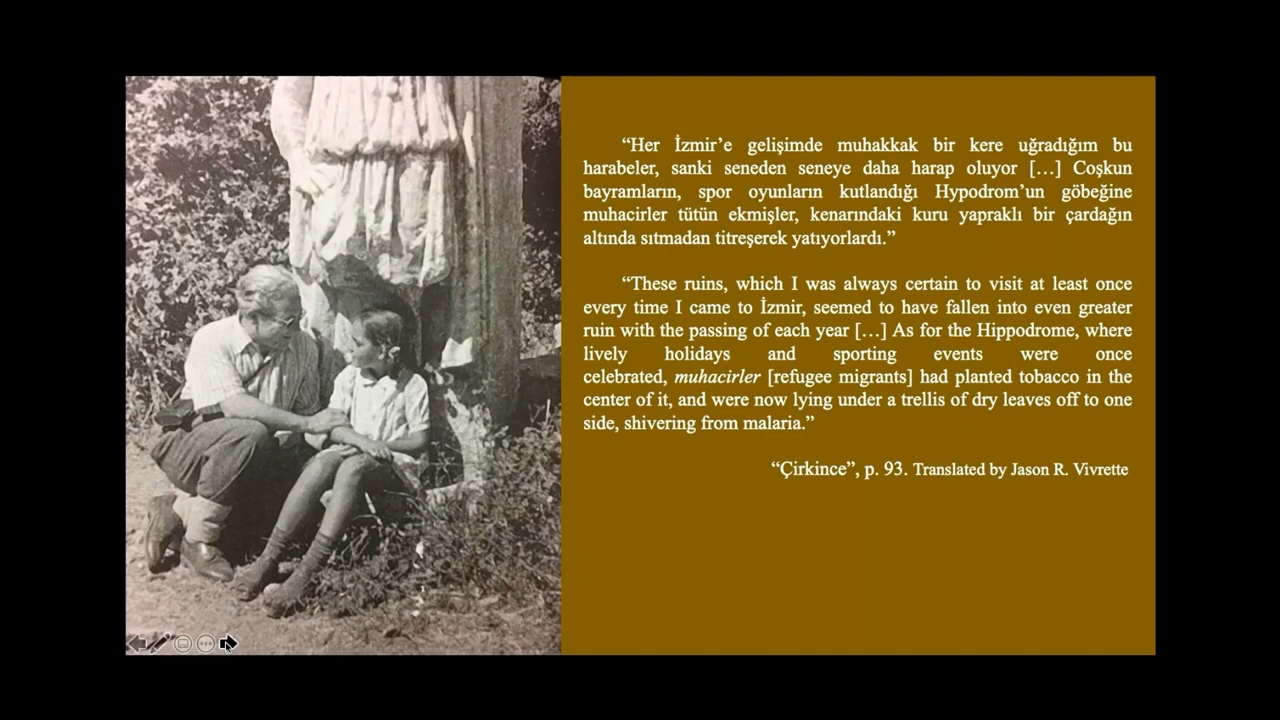 “Her İzmir’e gelişimde muhakkak bir kere uğradığım bu
harabeler, sanki seneden seneye daha harap oluyor […] Coşkun
bayramların, spor oyunların kutlandığı Hypodrom’un göbeğine
muhacirler tütün ekmişler, kenarındaki kuru yapraklı bir çardağın
altında sıtmadan titreşerek yatıyorlardı.”
“These ruins, which I was always certain to visit at least once
every time I came to İzmir, seemed to have fallen into even greater
ruin with the passing of each year […] As for the Hippodrome, where
lively holidays and sporting events were once
celebrated, muhacirler [refugee migrants] had planted tobacco in the
center of it, and were now lying under a trellis of dry leaves off to one
side, shivering from malaria.”
“Çirkince”, p. 93. Translated by Jason R. Vivrette